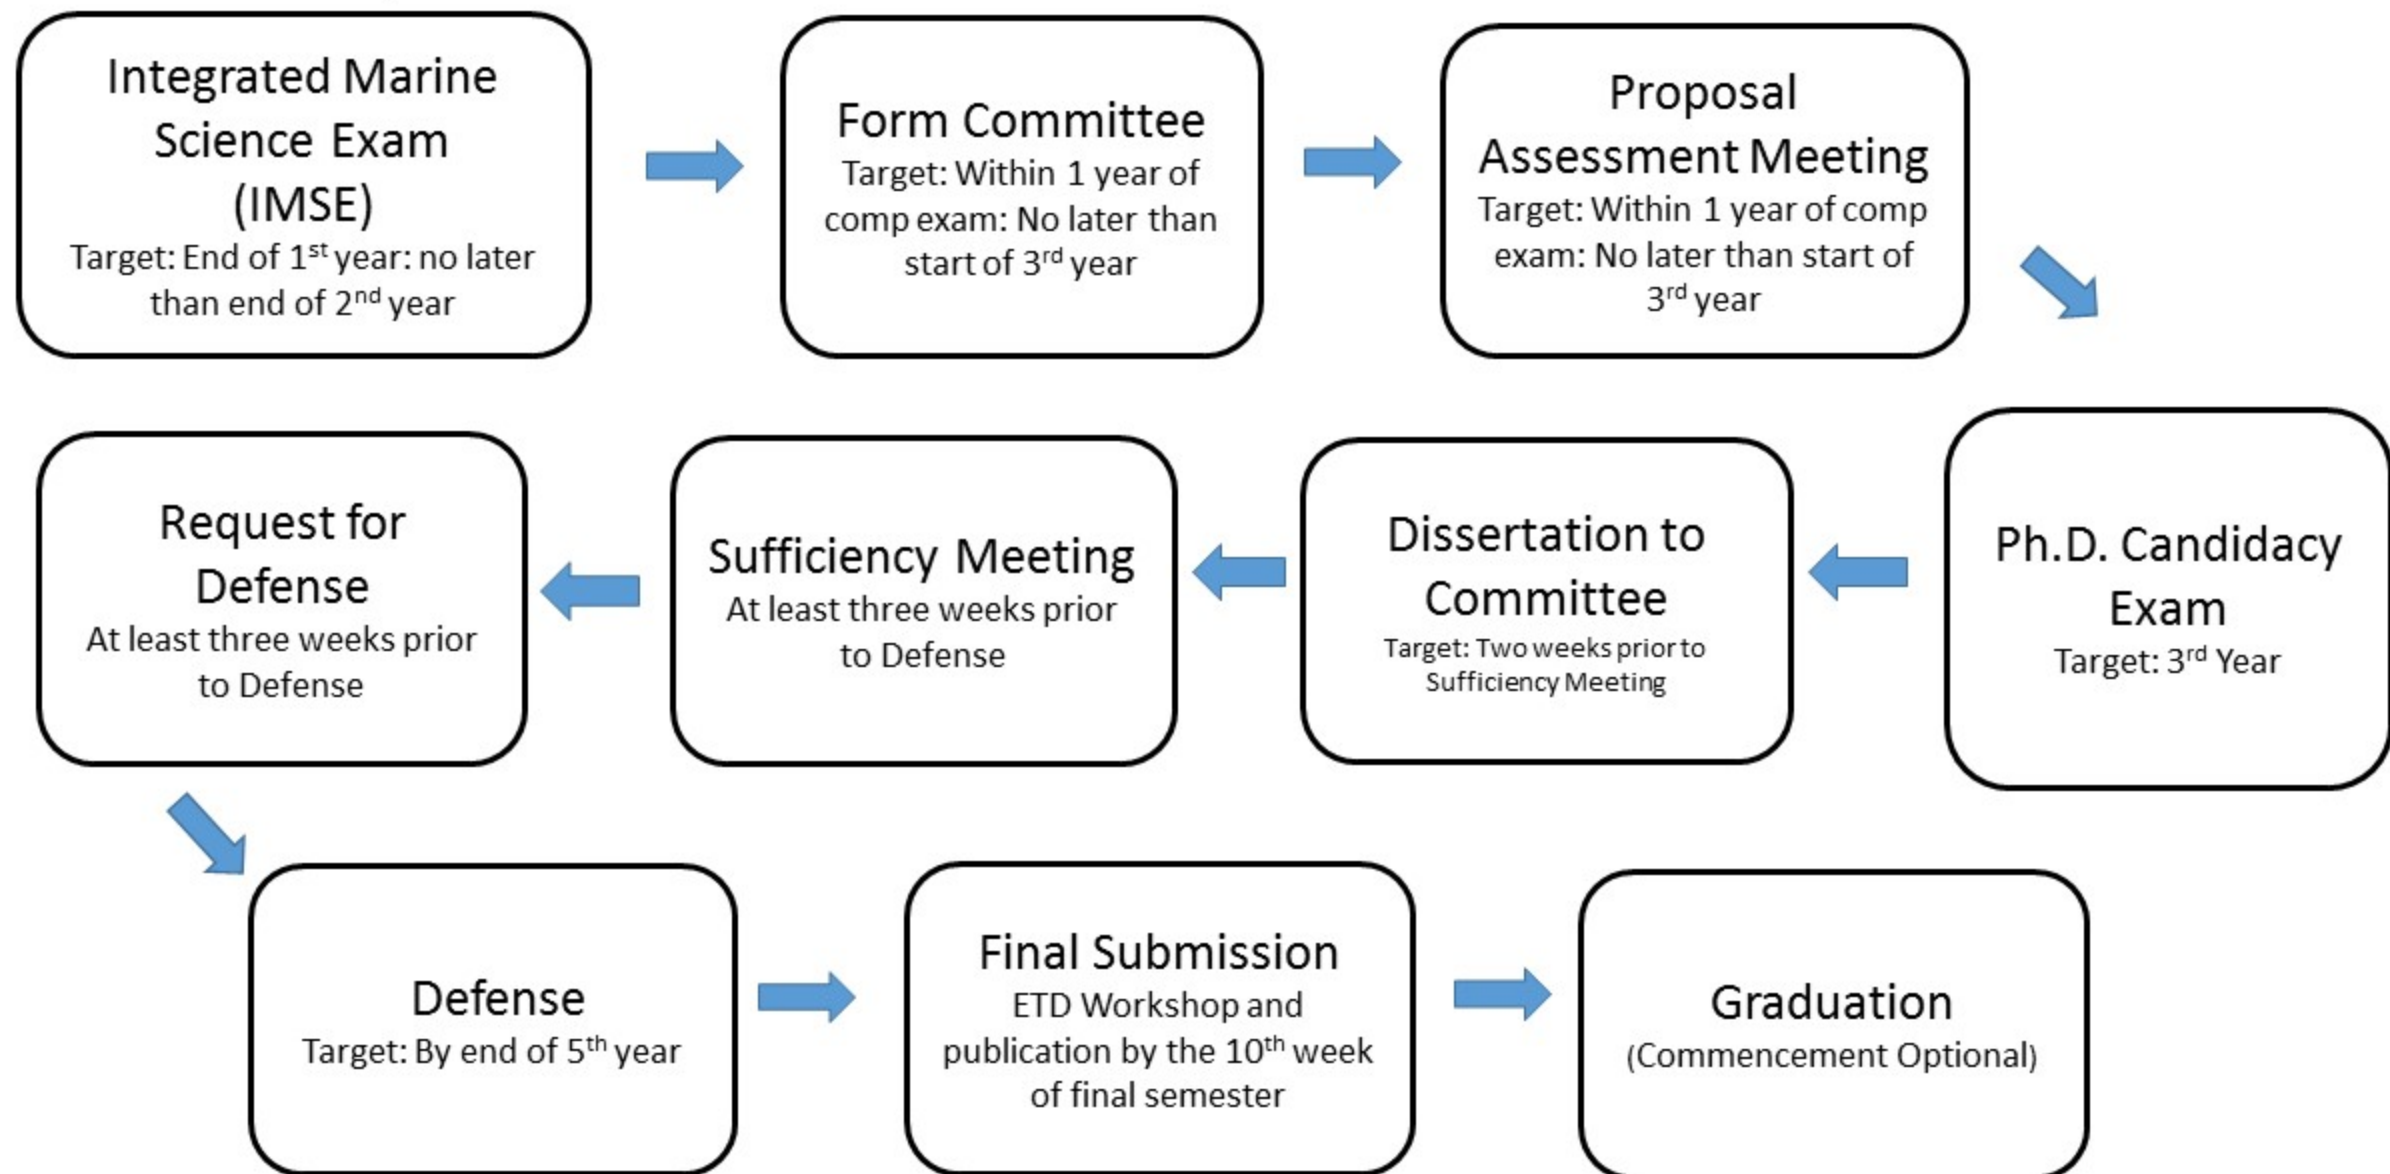 Integrated Marine
Science Exam
(IMSE)
Target: End of 1st year: no later
than end of 2nd year
Form Committee
Target: Within 1 year of
comp exam: No later than
start of 3rd year
Proposal
Assessment Meeting
Target: Within 1 year of comp
exam: No later than start of
3rd year
Ph.D. Candidacy
Exam
Target: 3rd Year
Dissertation to
Committee
Target: Two weeks prior to
Sufficiency Meeting
Sufficiency Meeting
At least three weeks prior
to Defense
Request for
Defense
At least three weeks prior
to Defense
Defense
Target: By end of 5th year
Final Submission
ETD Workshop and
publication by the 10th week
of final semester
Graduation
(Commencement Optional)